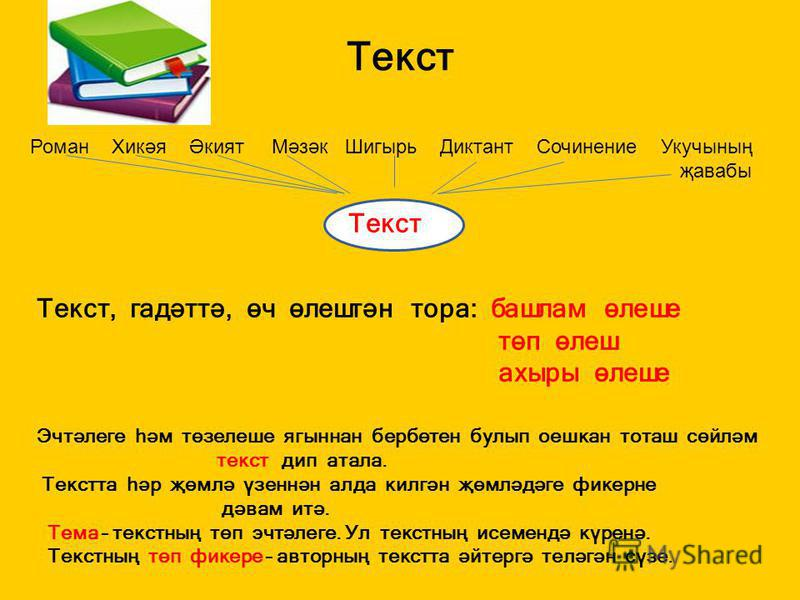 Текст
Роман Хикәя Әкият Мәзәк Шигырь Диктант Сочинение Укучының
җавабы
Текст
Текст, гадәттә, өч өлештән тора: башлам өлеше
төп өлеш
ахыры өлеше
Эчтәлеге һәм төзелеше ягыннан бербөтен булып оешкан тоташ сөйләм
текст дип атала.
Текстта һәр җөмлә үзеннән алда килгән җөмләдәге фикерне
дәвам итә.
Тема – текстның төп эчтәлеге. Ул текстның исемендә күренә.
Текстның төп фикере – авторның текстта әйтергә теләгән сүзе.
MyShared